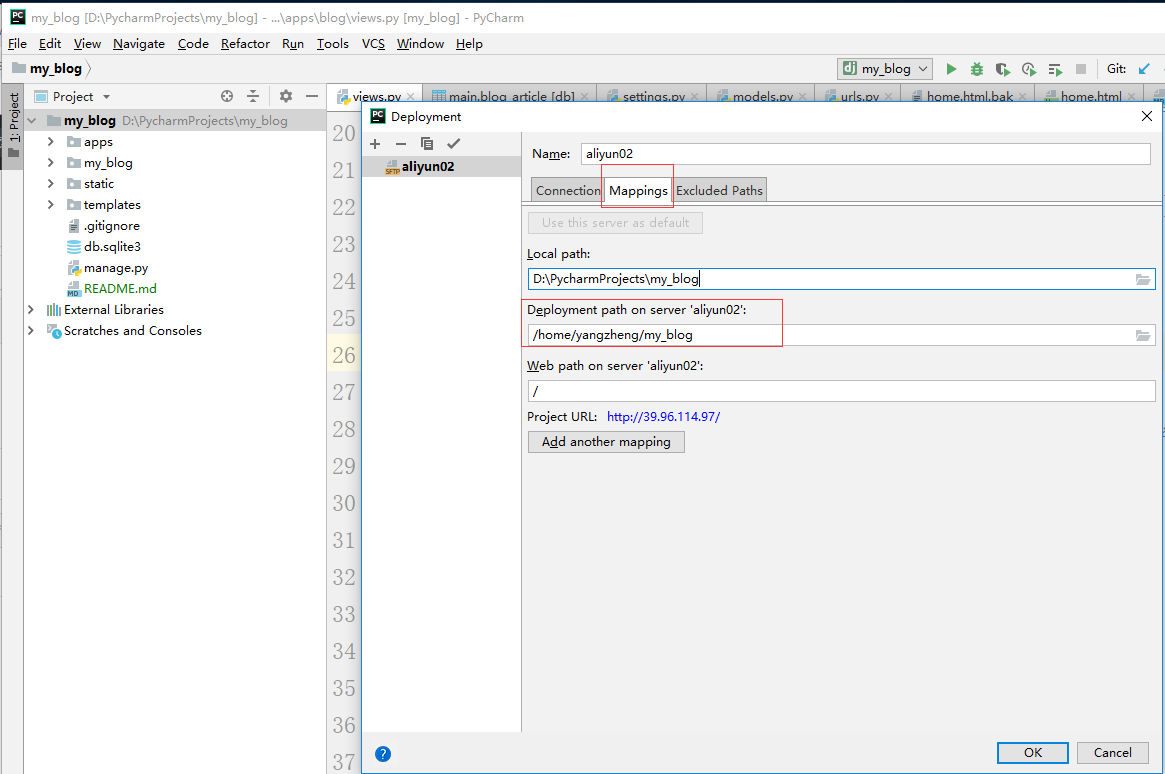 my_blog [D:\PycharmProjects\my_blog] - ...\apps\blog\views.py [my_blog] - PyCharm
File Edit View Navigate Code Refactor Run Tools VCS Window Help
my_blog
my_blog
Git:
1: Project
Project
views.py
main.blog_article [db]
settings.py
models.py
urls.py
home.html.bak
home.html
my_blog D:\PycharmProjects\my_blog
apps
my_blog
static
templates
.gitignore
db.sqlite3
manage.py
README.md
External Libraries
Scratches and Consoles
20
21
22
23
24
25
26
27
28
29
30
31
32
33
34
35
36
37
Deployment
aliyun02
Name: aliyun02
Connection Mappings Excluded Paths
Use this server as default
Local path:
D:\PycharmProjects\my_blog
Deployment path on server 'aliyun02':
/home/yangzheng/my_blog
Web path on server 'aliyun02':
/
Project URL: http://39.96.114.97/
Add another mapping
OK Cancel